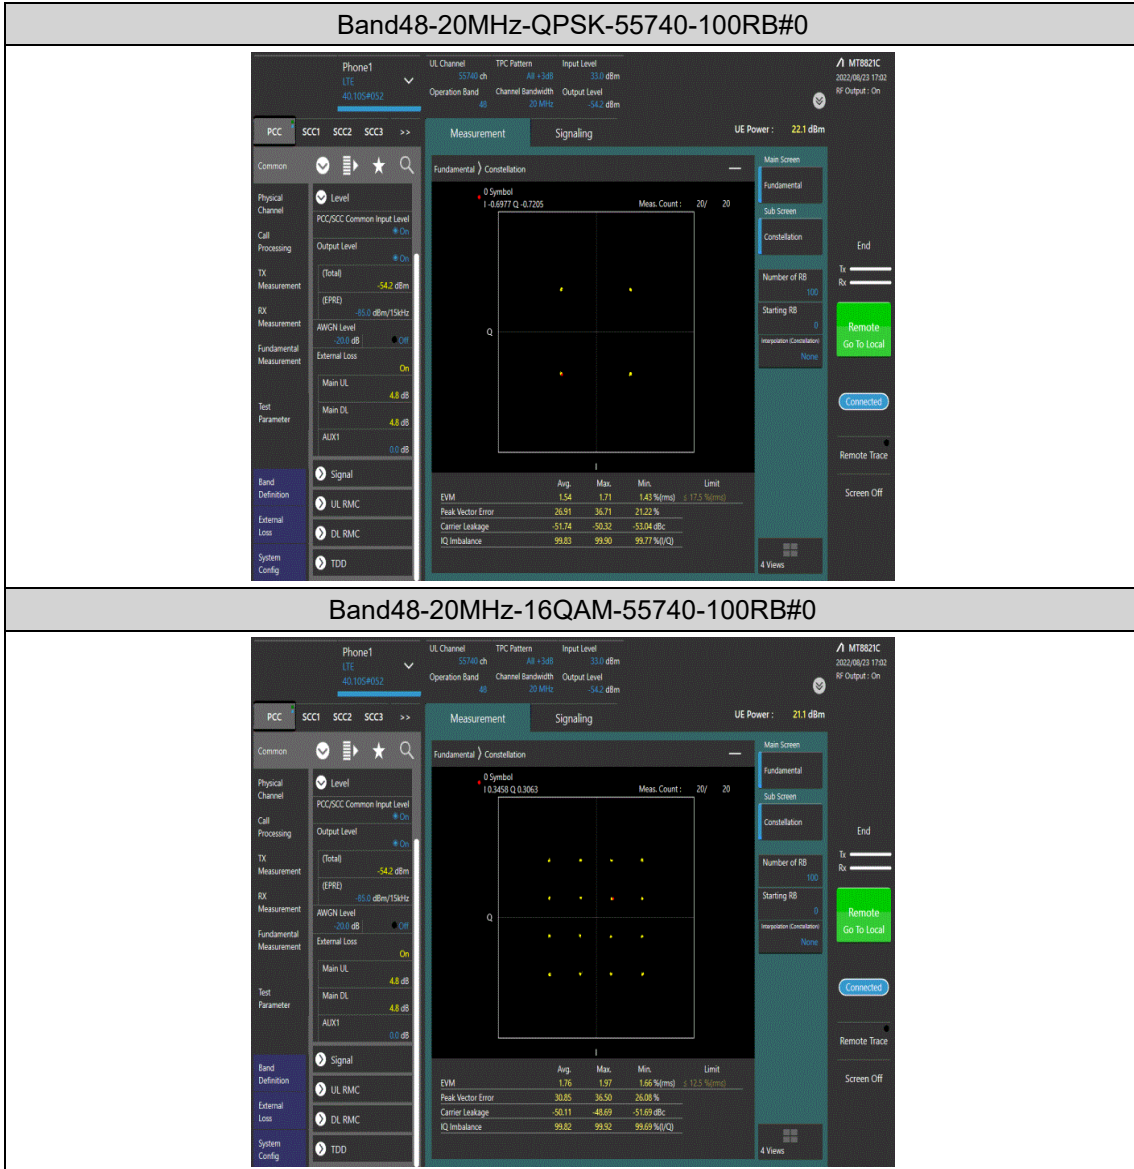 Band48-20MHz-QPSK-55740-100RB#0
Phone1
LTE
40.105#052
UL Channel TPC Pattern Input Level
55740 ch All +3dB 33.0 dBm
Operation Band Channel Bandwidth Output Level
48 20 MHz -54.2 dBm
MT8821C
2022/08/23 17:02
RF Output : On
PCC SCC1 SCC2 SCC3 >>
Measurement Signaling
UE Power : 22.1 dBm
Common
Physical Channel
Call Processing
TX Measurement
RX Measurement
Fundamental Measurement
Test Parameter
Band Definition
External Loss
System Config
Level
PCC/SCC Common Input Level
On
Output Level
On
(Total)
-54.2 dBm
(EPRE)
-85.0 dBm/15kHz
AWGN Level
-20.0 dB Off
External Loss
On
Main UL
4.8 dB
Main DL
4.8 dB
AUX1
0.0 dB
Signal
UL RMC
DL RMC
TDD
Fundamental > Constellation
0 Symbol
I -0.6977 Q -0.7205
Meas. Count : 20/ 20
Q
I
Avg. Max. Min. Limit
EVM 1.54 1.71 1.43 %(rms) ≤ 17.5 %(rms)
Peak Vector Error 26.91 36.71 21.22 %
Carrier Leakage -51.74 -50.32 -53.04 dBc
IQ Imbalance 99.83 99.90 99.77 %(I/Q)
Main Screen
Fundamental
Sub Screen
Constellation
Number of RB
100
Starting RB
0
Interpolation (Constellation)
None
4 Views
End
Tx
Rx
Remote
Go To Local
Connected
Remote Trace
Screen Off
Band48-20MHz-16QAM-55740-100RB#0
Phone1
LTE
40.105#052
UL Channel TPC Pattern Input Level
55740 ch All +3dB 33.0 dBm
Operation Band Channel Bandwidth Output Level
48 20 MHz -54.2 dBm
MT8821C
2022/08/23 17:02
RF Output : On
PCC SCC1 SCC2 SCC3 >>
Measurement Signaling
UE Power : 21.1 dBm
Common
Physical Channel
Call Processing
TX Measurement
RX Measurement
Fundamental Measurement
Test Parameter
Band Definition
External Loss
System Config
Level
PCC/SCC Common Input Level
On
Output Level
On
(Total)
-54.2 dBm
(EPRE)
-85.0 dBm/15kHz
AWGN Level
-20.0 dB Off
External Loss
On
Main UL
4.8 dB
Main DL
4.8 dB
AUX1
0.0 dB
Signal
UL RMC
DL RMC
TDD
Fundamental > Constellation
0 Symbol
I 0.3458 Q 0.3063
Meas. Count : 20/ 20
Q
I
Avg. Max. Min. Limit
EVM 1.76 1.97 1.66 %(rms) ≤ 12.5 %(rms)
Peak Vector Error 30.85 36.50 26.08 %
Carrier Leakage -50.11 -48.69 -51.69 dBc
IQ Imbalance 99.82 99.92 99.69 %(I/Q)
Main Screen
Fundamental
Sub Screen
Constellation
Number of RB
100
Starting RB
0
Interpolation (Constellation)
None
4 Views
End
Tx
Rx
Remote
Go To Local
Connected
Remote Trace
Screen Off